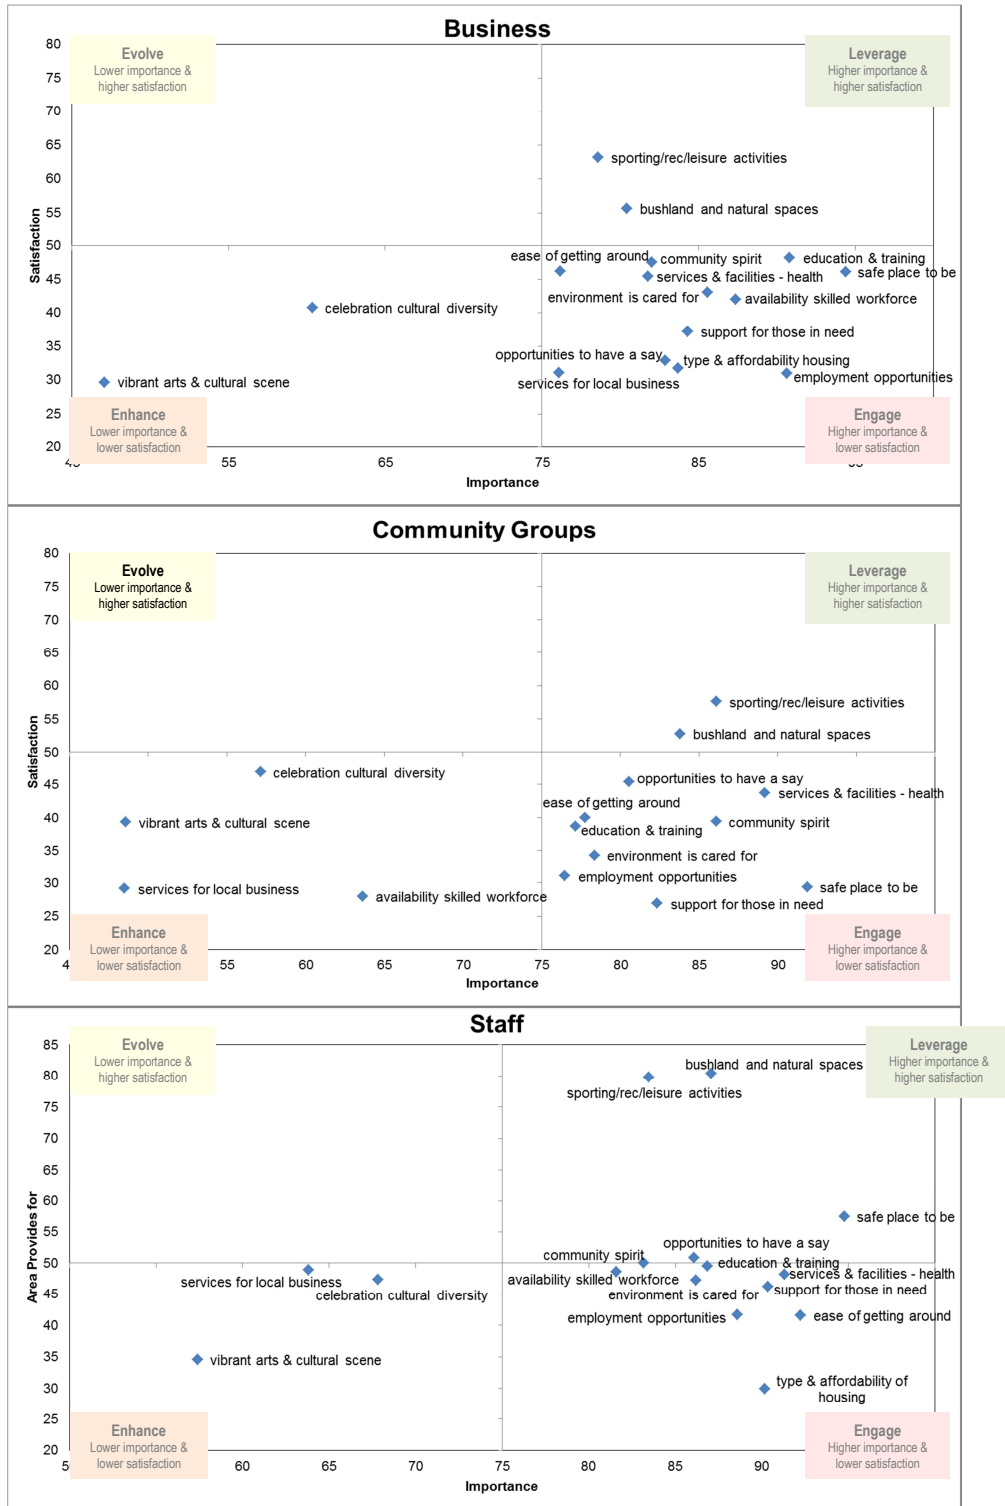 Business
80
75
70
65
60
55
50
45
40
35
30
25
20
Satisfaction
Evolve
Lower importance &
higher satisfaction
Leverage
Higher importance &
higher satisfaction
sporting/rec/leisure activities
bushland and natural spaces
ease of getting around
community spirit
education & training
services & facilities - health
safe place to be
environment is cared for
availability skilled workforce
celebration cultural diversity
support for those in need
opportunities to have a say
type & affordability housing
vibrant arts & cultural scene
services for local business
employment opportunities
Enhance
Lower importance &
lower satisfaction
Engage
Higher importance &
lower satisfaction
55
65
75
85
Importance
Community Groups
80
75
70
65
60
55
50
45
40
35
30
25
20
Satisfaction
Evolve
Lower importance &
higher satisfaction
Leverage
Higher importance &
higher satisfaction
sporting/rec/leisure activities
bushland and natural spaces
celebration cultural diversity
opportunities to have a say
services & facilities - health
ease of getting around
vibrant arts & cultural scene
education & training
community spirit
environment is cared for
employment opportunities
services for local business
availability skilled workforce
safe place to be
support for those in need
Enhance
Lower importance &
lower satisfaction
Engage
Higher importance &
lower satisfaction
55
60
65
70
75
80
85
90
Importance
Staff
85
80
75
70
65
60
55
50
45
40
35
30
25
20
Area Provides for
Evolve
Lower importance &
higher satisfaction
Leverage
Higher importance &
higher satisfaction
bushland and natural spaces
sporting/rec/leisure activities
safe place to be
opportunities to have a say
community spirit
education & training
services for local business
availability skilled workforce
services & facilities - health
celebration cultural diversity
environment is cared for
support for those in need
employment opportunities
ease of getting around
vibrant arts & cultural scene
type & affordability of
housing
Enhance
Lower importance &
lower satisfaction
Engage
Higher importance &
lower satisfaction
60
65
70
75
80
85
90
Importance